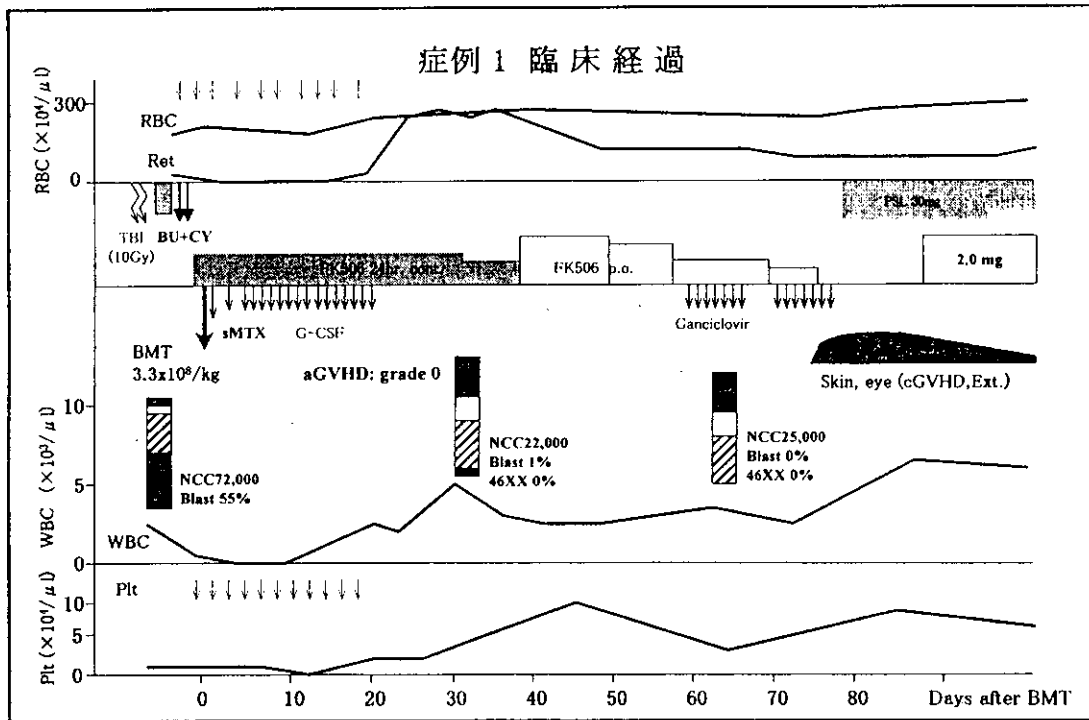 症例 1 臨床経過
RBC (×10⁴/μl)
300
0
RBC
Ret
TBI
(10Gy)
BU+CY
PSL 30mg
FK506 24hr. cont.
FK506 p.o.
2.0 mg
sMTX
G-CSF
Ganciclovir
BMT
3.3x10⁸/kg
aGVHD: grade 0
Skin, eye (cGVHD,Ext.)
WBC (×10³/μl)
10
5
0
NCC72,000
Blast 55%
NCC22,000
Blast 1%
46XX 0%
NCC25,000
Blast 0%
46XX 0%
WBC
Plt (×10⁴/μl)
Plt
10
5
0
0 10 20 30 40 50 60 70 80 Days after BMT